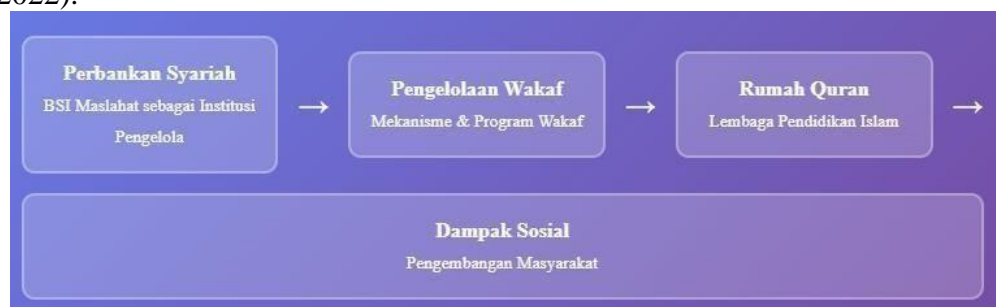 2022).
Perbankan Syariah
BSI Maslahat sebagai Institusi
Pengelola
→
Pengelolaan Wakaf
Mekanisme & Program Wakaf
→
Rumah Quran
Lembaga Pendidikan Islam
→
Dampak Sosial
Pengembangan Masyarakat